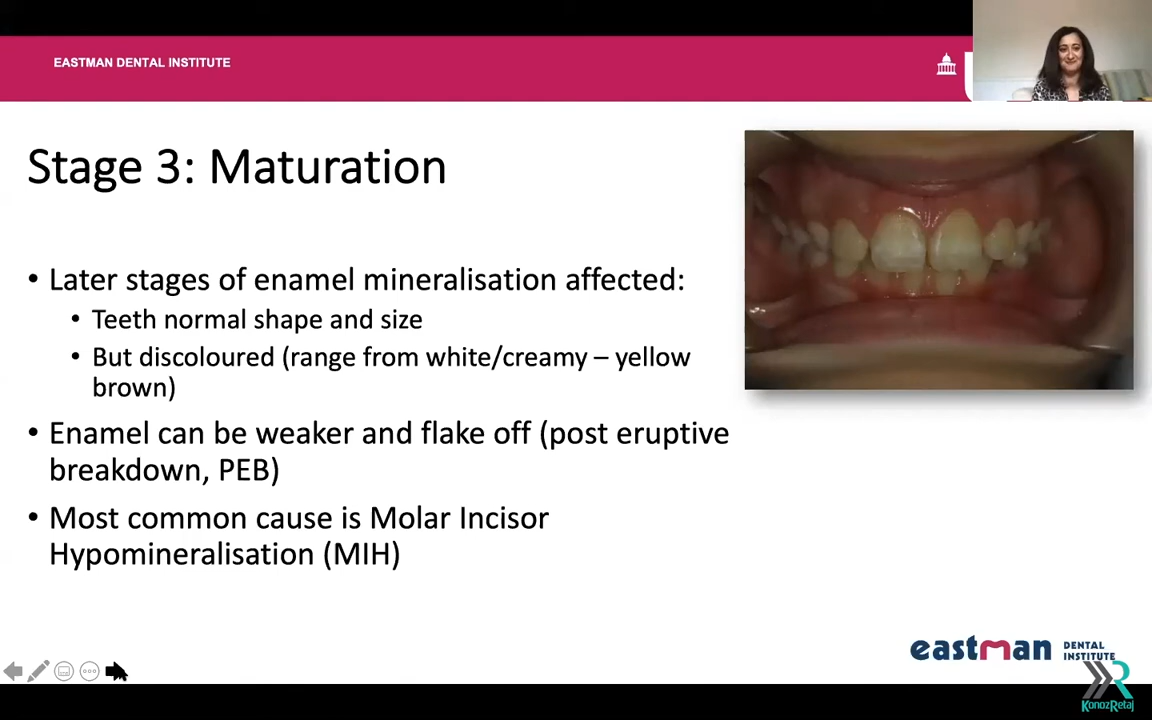 EASTMAN DENTAL INSTITUTE
Stage 3: Maturation
• Later stages of enamel mineralisation affected:
• Teeth normal shape and size
• But discoloured (range from white/creamy – yellow
brown)
• Enamel can be weaker and flake off (post eruptive
breakdown, PEB)
• Most common cause is Molar Incisor
Hypomineralisation (MIH)
eastman DENTAL
INSTITUTE
KonozRetaj